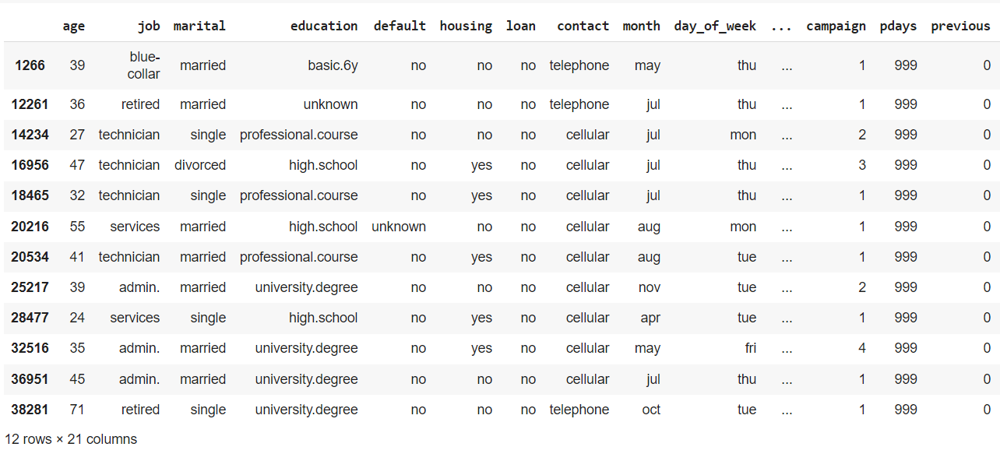 age job marital education default housing loan contact month day_of_week ... campaign pdays previous
1266 39 blue-collar married basic.6y no no no telephone may thu ... 1 999 0
12261 36 retired married unknown no no no telephone jul thu ... 1 999 0
14234 27 technician single professional.course no no no cellular jul mon ... 2 999 0
16956 47 technician divorced high.school no yes no cellular jul thu ... 3 999 0
18465 32 technician single professional.course no yes no cellular jul thu ... 1 999 0
20216 55 services married high.school unknown no no cellular aug mon ... 1 999 0
20534 41 technician married professional.course no yes no cellular aug tue ... 1 999 0
25217 39 admin. married university.degree no no no cellular nov tue ... 2 999 0
28477 24 services single high.school no yes no cellular apr tue ... 1 999 0
32516 35 admin. married university.degree no yes no cellular may fri ... 4 999 0
36951 45 admin. married university.degree no no no cellular jul thu ... 1 999 0
38281 71 retired single university.degree no no no telephone oct tue ... 1 999 0
12 rows × 21 columns